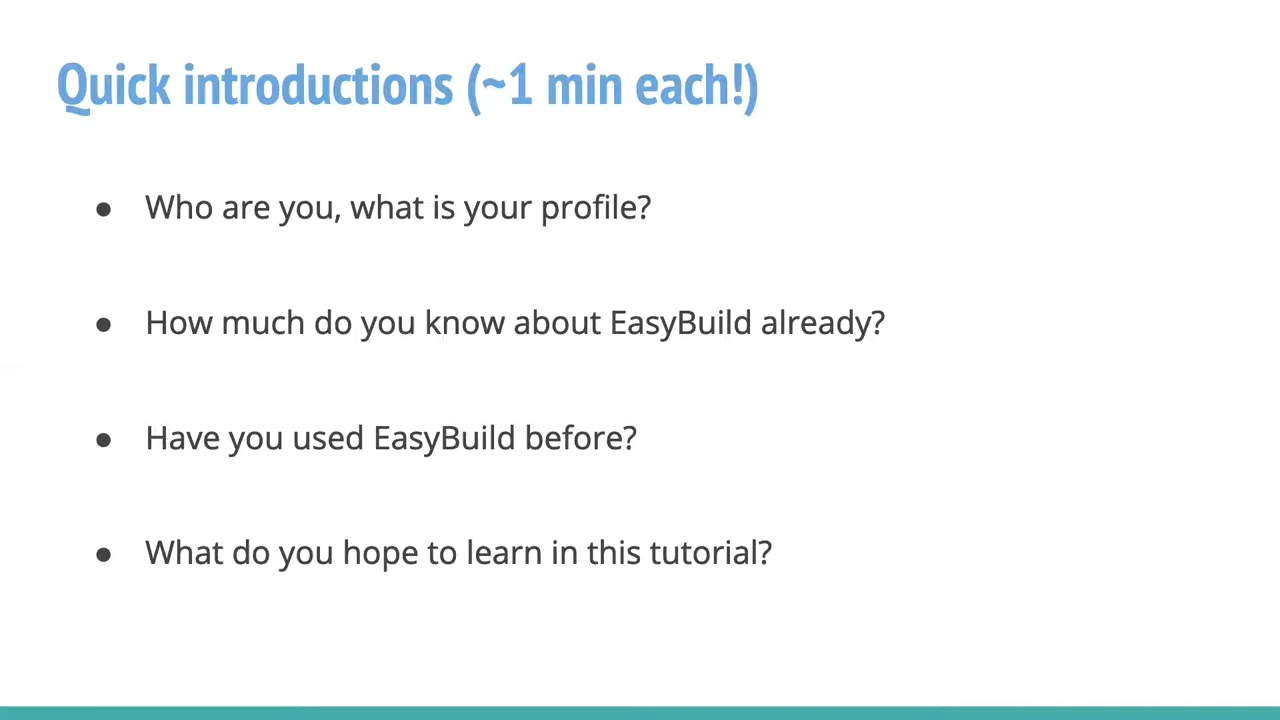 Quick introductions (~1 min each!)
● Who are you, what is your profile?
● How much do you know about EasyBuild already?
● Have you used EasyBuild before?
● What do you hope to learn in this tutorial?